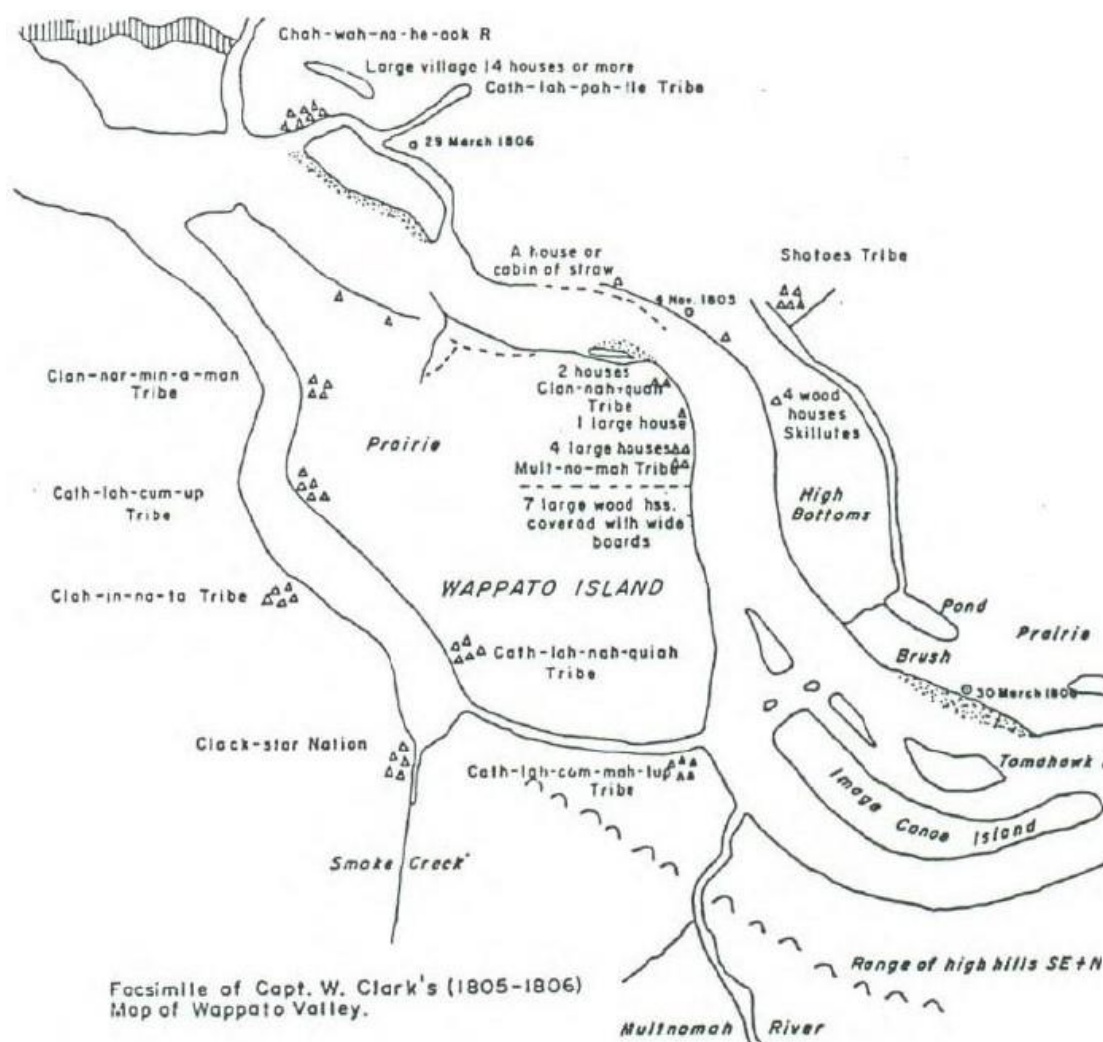 Chah-wah-na-he-ook R
Large village 14 houses or more
Cath-lah-pah-tle Tribe
29 March 1806
A house or
cabin of straw
Shotoes Tribe
4 Nov. 1805
Clan-nar-min-a-man
Tribe
2 houses
Clan-nah-quah
Tribe
1 large house
4 wood
houses
Skillutes
Prairie
4 large houses
Mult-no-mah Tribe
Cath-lah-cum-up
Tribe
7 large wood hss.
covered with wide
boards
High
Bottoms
WAPPATO ISLAND
Clah-in-na-ta Tribe
Pond
Prairie
Brush
Cath-lah-nah-quiah
Tribe
30 March 1806
Clack-star Nation
Cath-lah-com-mah-tup
Tribe
Tomahawk
Image Canoe Island
Smoke Creek
Range of high hills SE+N
Facsimile of Capt. W. Clark's (1805-1806)
Map of Wappato Valley.
Multnomah River